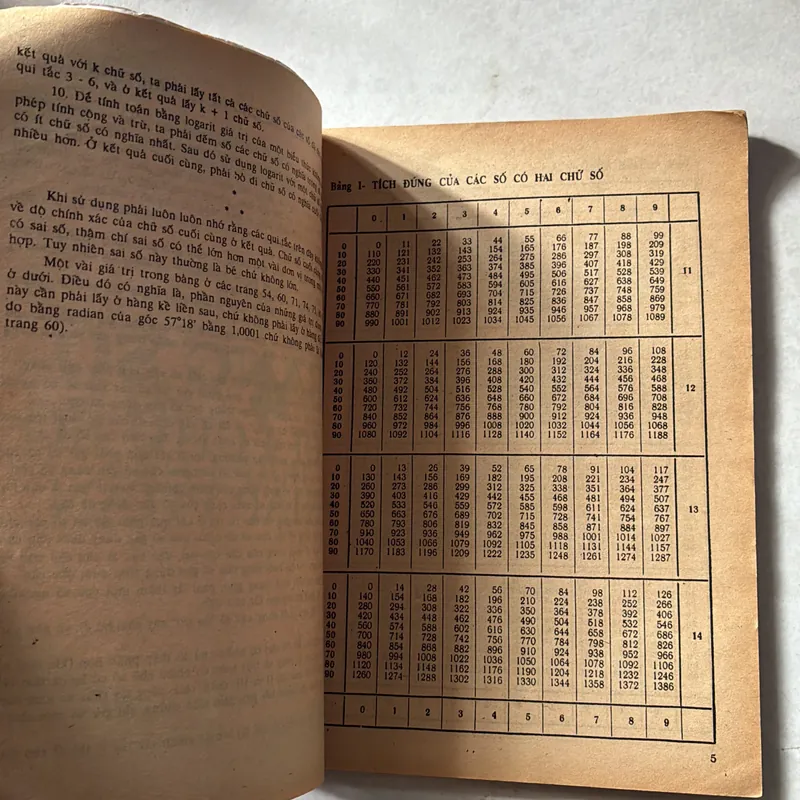 kết quả với k chữ số, ta phải lấy tất cả các chữ số của các số
qui tắc 3 - 6, và ở kết quả lấy k + 1 chữ số.
10. Để tính toán bằng logarit giá trị của một biểu thức
phép tính cộng và trừ, ta phải đếm số các chữ số có nghĩa
có ít chữ số có nghĩa nhất. Sau đó sử dụng logarit với một
nhiều hơn. Ở kết quả cuối cùng, phải bỏ đi chữ số có nghĩa cuối
* * *
Khi sử dụng phải luôn luôn nhớ rằng các qui tắc trên đây
về độ chính xác của chữ số cuối cùng ở kết quả. Chữ số cuối
có sai số, thậm chí sai số có thể lớn hơn một vài đơn vị trong
hợp. Tuy nhiên sai số này thường là bé chứ không lớn.
Một vài giá trị trong bảng ở các trang 54, 60, 71, 74,
ở dưới. Điều đó có nghĩa là, phần nguyên của những giá trị
này cần phải lấy ở hàng kề liền sau, chứ không phải lấy ở hàng
do bằng radian của góc 57°18' bằng 1,0001 chứ không phải là
trang 60).
Bảng I- TÍCH ĐÚNG CỦA CÁC SỐ CÓ HAI CHỮ SỐ
0 1 2 3 4 5 6 7 8 9
0 0 11 22 33 44 55 66 77 88 99
10 110 121 132 143 154 165 176 187 198 209
20 220 231 242 253 264 275 286 297 308 319
30 330 341 352 363 374 385 396 407 418 429
40 440 451 462 473 484 495 506 517 528 539
50 550 561 572 583 594 605 616 627 638 649
60 660 671 682 693 704 715 726 737 748 759
70 770 781 792 803 814 825 836 847 858 869
80 880 891 902 913 924 935 946 957 968 979
90 990 1001 1012 1023 1034 1045 1056 1067 1078 1089
11
0 0 12 24 36 48 60 72 84 96 108
10 120 132 144 156 168 180 192 204 216 228
20 240 252 264 276 288 300 312 324 336 348
30 360 372 384 396 408 420 432 444 456 468
40 480 492 504 516 528 540 552 564 576 588
50 600 612 624 636 648 660 672 684 696 708
60 720 732 744 756 768 780 792 804 816 828
70 840 852 864 876 888 900 912 924 936 948
80 960 972 984 996 1008 1020 1032 1044 1056 1068
90 1080 1092 1104 1116 1128 1140 1152 1164 1176 1188
12
0 0 13 26 39 52 65 78 91 104 117
10 130 143 156 169 182 195 208 221 234 247
20 260 273 286 299 312 325 338 351 364 377
30 390 403 416 429 442 455 468 481 494 507
40 520 533 546 559 572 585 598 611 624 637
50 650 663 676 689 702 715 728 741 754 767
60 780 793 806 819 832 845 858 871 884 897
70 910 923 936 949 962 975 988 1001 1014 1027
80 1040 1053 1066 1079 1092 1105 1118 1131 1144 1157
90 1170 1183 1196 1209 1222 1235 1248 1261 1274 1287
13
0 0 14 28 42 56 70 84 98 112 126
10 140 154 168 182 196 210 224 238 252 266
20 280 294 308 322 336 350 364 378 392 406
30 420 434 448 462 476 490 504 518 532 546
40 560 574 588 602 616 630 644 658 672 686
50 700 714 728 742 756 770 784 798 812 826
60 840 854 868 882 896 910 924 938 952 966
70 980 994 1008 1022 1036 1050 1064 1078 1092 1106
80 1120 1134 1148 1162 1176 1190 1204 1218 1232 1246
90 1260 1274 1288 1302 1316 1330 1344 1358 1372 1386
14
0 1 2 3 4 5 6 7 8 9
5